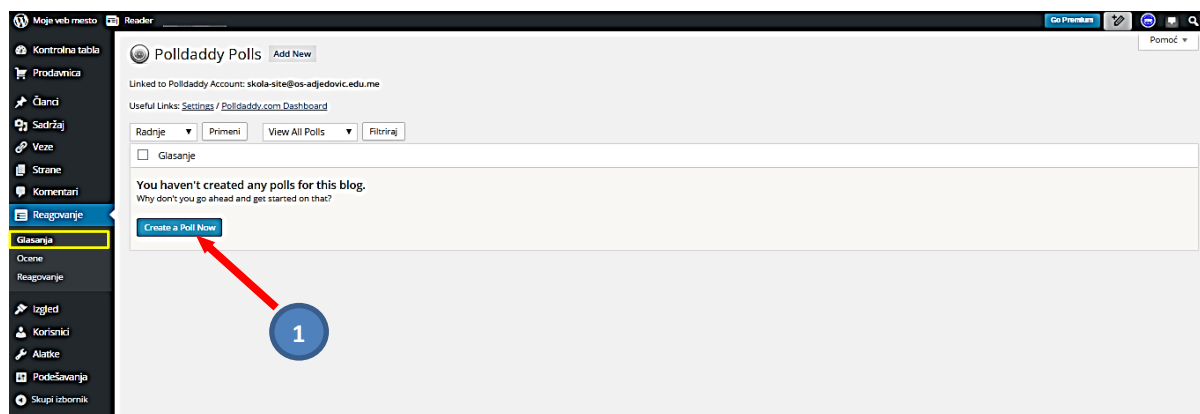 Moje veb mesto Reader Go Premium
Pomoć
Kontrolna tabla
Prodavnica
Članci
Sadržaj
Veze
Strane
Komentari
Reagovanje
Glasanja
Ocene
Reagovanje
Izgled
Korisnici
Alatke
Podešavanja
Skupi izbornik
Polldaddy Polls Add New
Linked to Polldaddy Account: skola-site@os-adjedovic.edu.me
Useful Links: Settings / Polldaddy.com Dashboard
Radnje Primeni View All Polls Filtriraj
Glasanje
You haven't created any polls for this blog.
Why don't you go ahead and get started on that?
Create a Poll Now
1